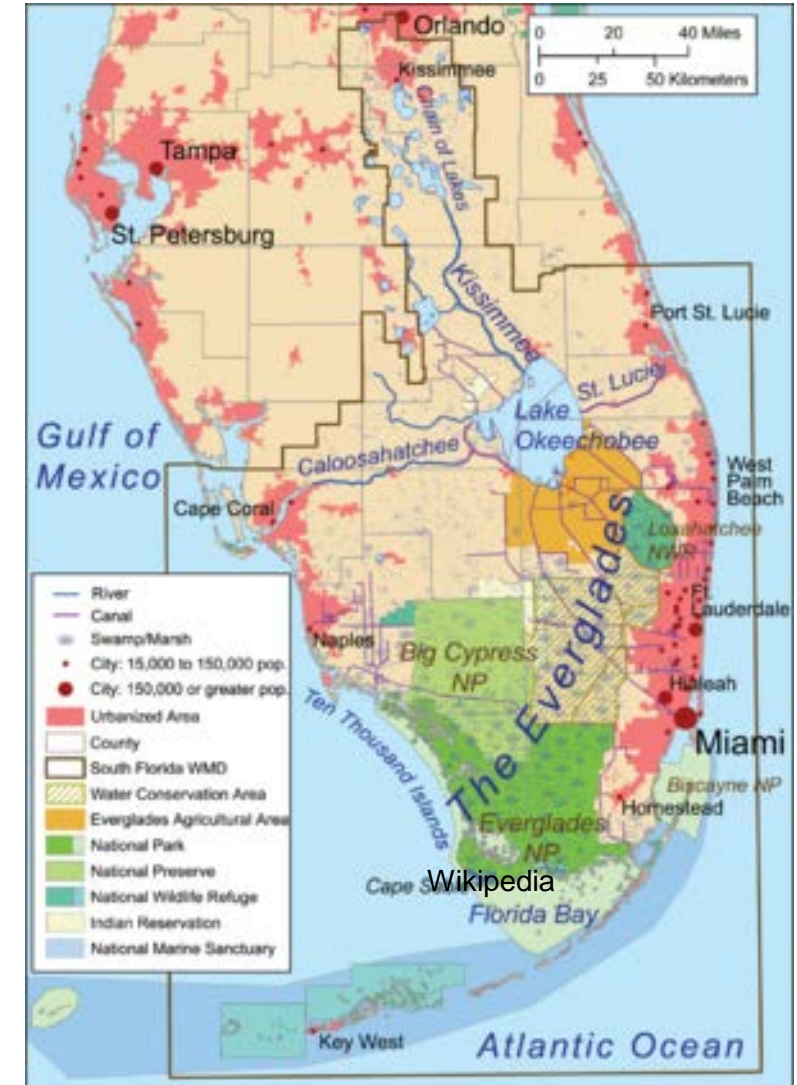 Orlando
0 20 40 Miles
0 25 50 Kilometers
Kissimmee
Chain of Lakes
Tampa
St. Petersburg
Kissimmee
Port St. Lucie
St. Lucie
Lake
Okeechobee
Gulf of
Mexico
Caloosahatchee
West
Palm
Beach
Cape Coral
Loxahatchee
NWR
River
Canal
Swamp/Marsh
City: 15,000 to 150,000 pop.
City: 150,000 or greater pop.
Urbanized Area
County
South Florida WMD
Water Conservation Area
Everglades Agricultural Area
National Park
National Preserve
National Wildlife Refuge
Indian Reservation
National Marine Sanctuary
Ft.
Lauderdale
Naples
Big Cypress
NP
The Everglades
Hialeah
Miami
Ten Thousand Islands
Biscayne NP
Homestead
Everglades
NP
Cape
Wikipedia
Florida Bay
Key West
Atlantic Ocean